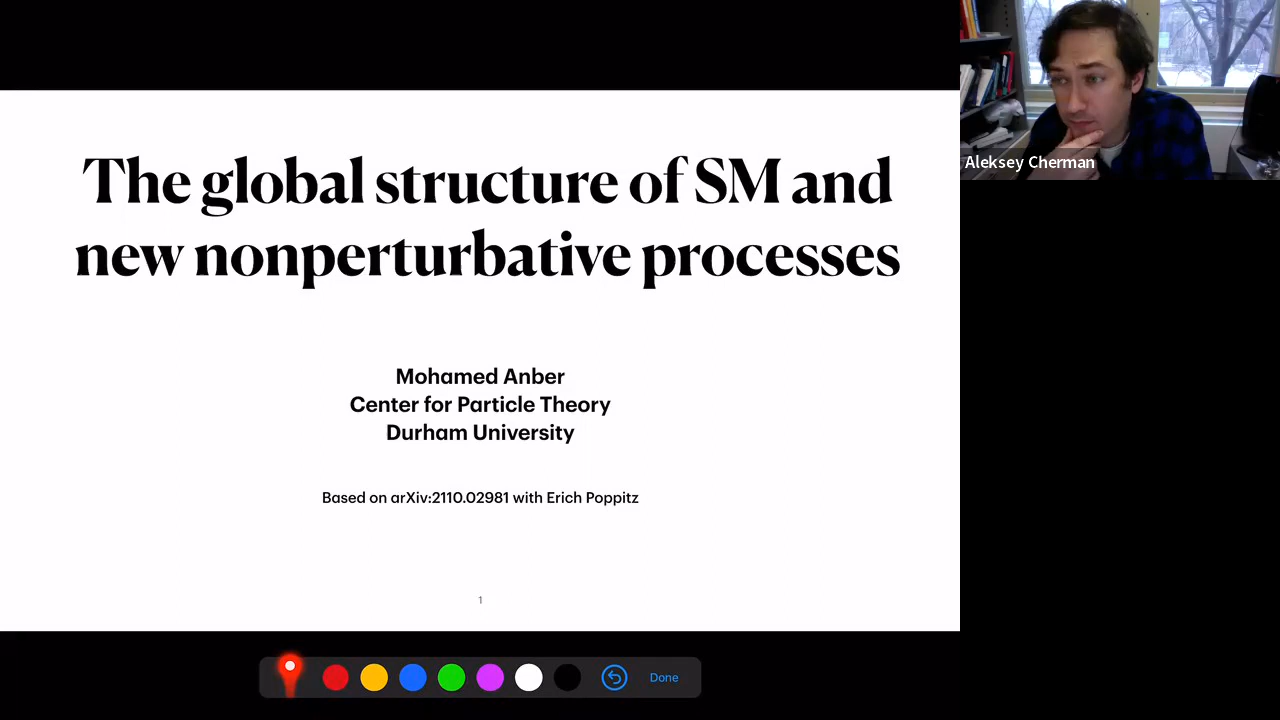 The global structure of SM and
new nonperturbative processes
Mohamed Anber
Center for Particle Theory
Durham University
Based on arXiv:2110.02981 with Erich Poppitz
1
Done
Aleksey Cherman